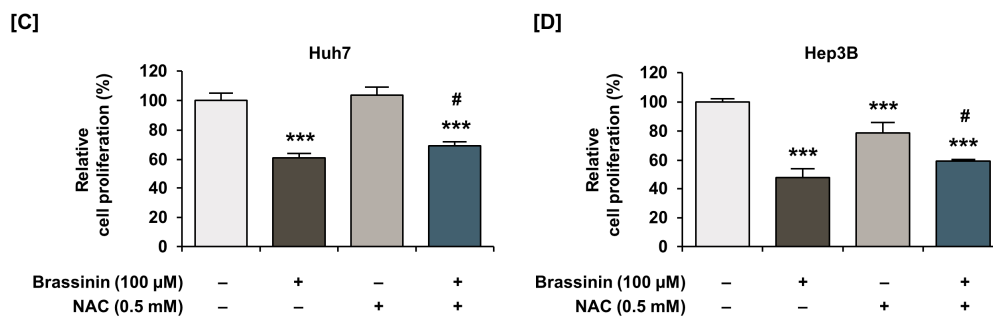 [C]
Huh7
Relative
cell proliferation (%)
120
100
80
60
40
20
0
***
#
***
Brassinin (100 µM) – + – +
NAC (0.5 mM) – – + +
[D]
Hep3B
Relative
cell proliferation (%)
120
100
80
60
40
20
0
***
***
#
***
Brassinin (100 µM) – + – +
NAC (0.5 mM) – – + +